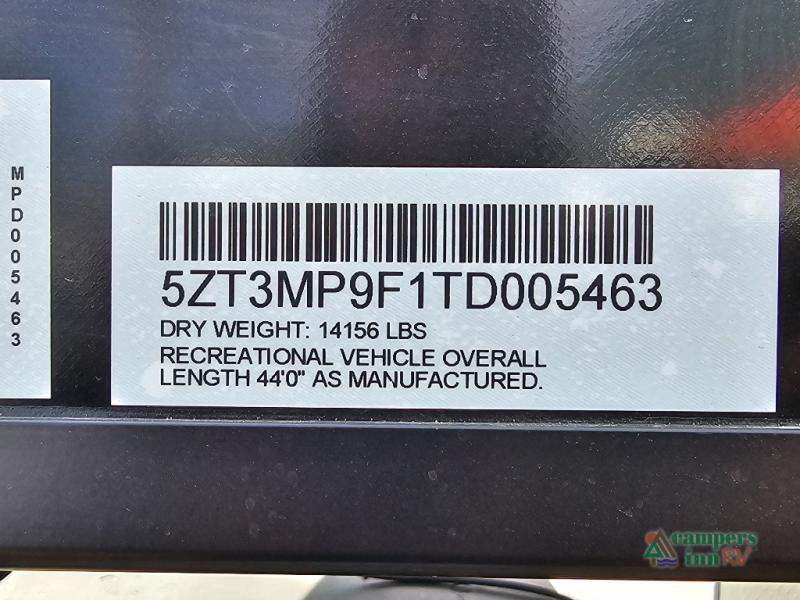 MPD005463
5ZT3MP9F1TD005463
DRY WEIGHT: 14156 LBS
RECREATIONAL VEHICLE OVERALL
LENGTH 44'0" AS MANUFACTURED.
campers
inn RV